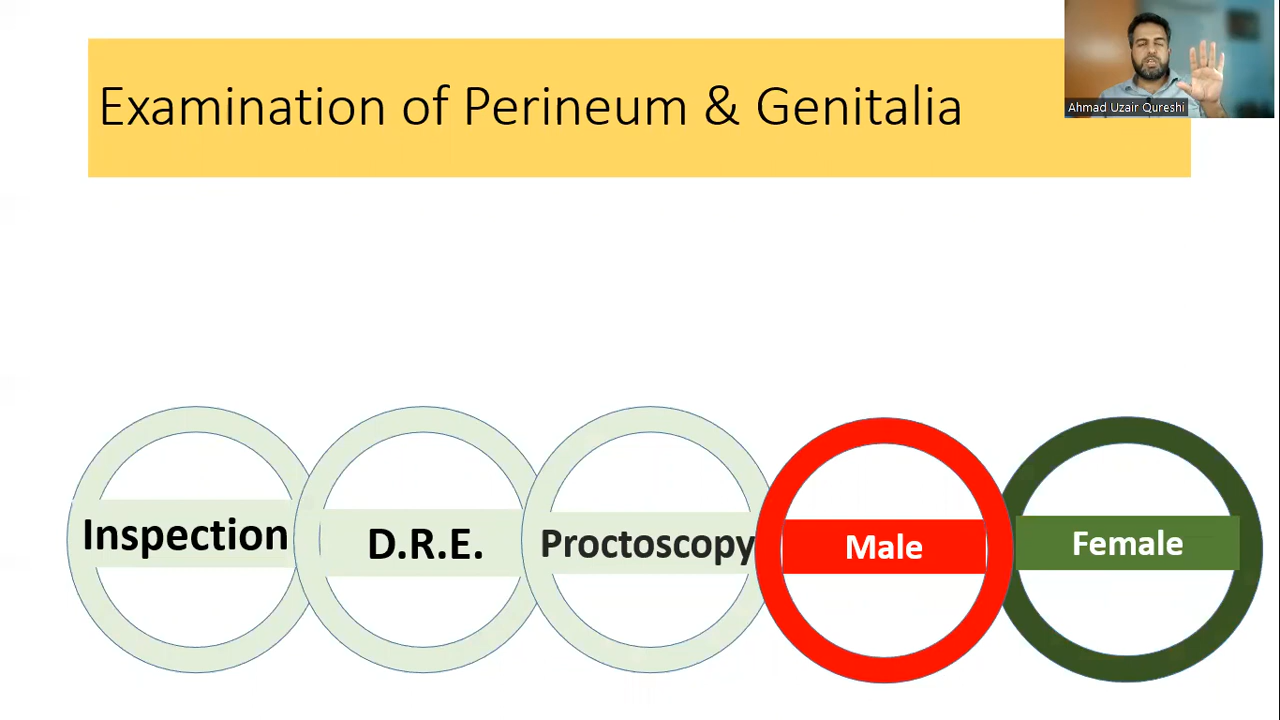 Examination of Perineum & Genitalia
Ahmad Uzair Qureshi
Inspection
D.R.E.
Proctoscopy
Male
Female